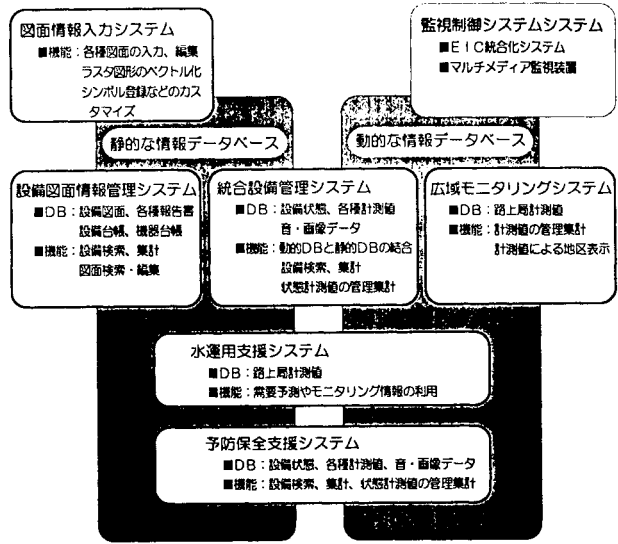 図面情報入力システム
■機能：各種図面の入力、編集
ラスタ図形のベクトル化
シンボル登録などのカス
タマイズ
監視制御システムシステム
■EIC統合化システム
■マルチメディア監視装置
静的な情報データベース
動的な情報データベース
設備図面情報管理システム
■DB：設備図面、各種報告書
設備台帳、機器台帳
■機能：設備検索、集計
図面検索・編集
統合設備管理システム
■DB：設備状態、各種計測値
音・画像データ
■機能：動的DBと静的DBの結合
設備検索、集計
状態計測値の管理集計
広域モニタリングシステム
■DB：路上局計測値
■機能：計測値の管理集計
計測値による地区表示
水運用支援システム
■DB：路上局計測値
■機能：需要予測やモニタリング情報の利用
予防保全支援システム
■DB：設備状態、各種計測値、音・画像データ
■機能：設備検索、集計、状態計測値の管理集計